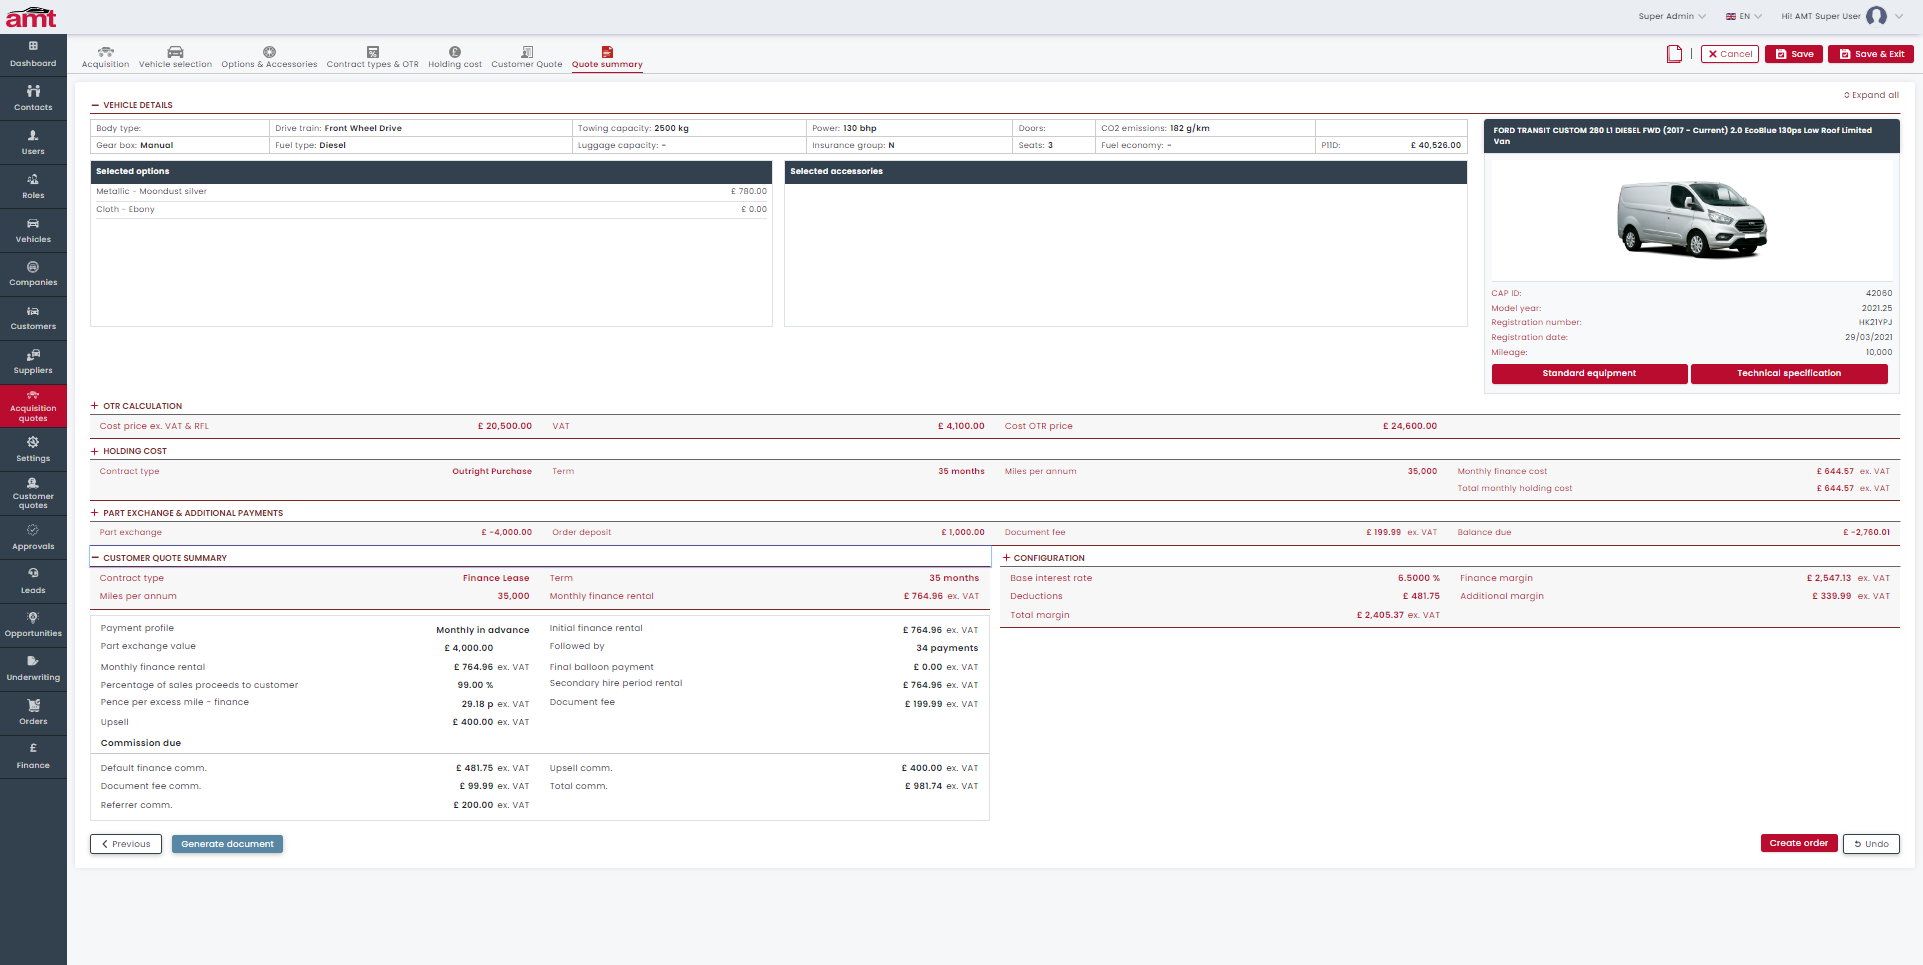 amt
Super Admin
EN
Hi! AMT Super User
Dashboard
Contacts
Users
Roles
Vehicles
Companies
Customers
Suppliers
Acquisition
quotes
Settings
Customer
quotes
Approvals
Leads
Opportunities
Underwriting
Orders
Finance
Acquisition
Vehicle selection
Options & Accessories
Contract types & OTR
Holding cost
Customer Quote
Quote summary
Cancel
Save
Save & Exit
Expand all
VEHICLE DETAILS
Body type:
Drive train: Front Wheel Drive
Towing capacity: 2500 kg
Power: 130 bhp
Doors:
CO2 emissions: 182 g/km
Gear box: Manual
Fuel type: Diesel
Luggage capacity: -
Insurance group: N
Seats: 3
Fuel economy: -
P11D: £ 40,526.00
Selected options
Metallic - Moondust silver £ 780.00
Cloth - Ebony £ 0.00
Selected accessories
FORD TRANSIT CUSTOM 280 L1 DIESEL FWD (2017 - Current) 2.0 EcoBlue 130ps Low Roof Limited
Van
CAP ID: 42060
Model year: 2021.25
Registration number: HK21YPJ
Registration date: 29/03/2021
Mileage: 10,000
Standard equipment
Technical specification
OTR CALCULATION
Cost price ex. VAT & RFL £ 20,500.00 VAT £ 4,100.00 Cost OTR price £ 24,600.00
HOLDING COST
Contract type Outright Purchase Term 35 months Miles per annum 35,000 Monthly finance cost £ 644.57 ex. VAT
Total monthly holding cost £ 644.57 ex. VAT
PART EXCHANGE & ADDITIONAL PAYMENTS
Part exchange £ -4,000.00 Order deposit £ 1,000.00 Document fee £ 199.99 ex. VAT Balance due £ -2,760.01
CUSTOMER QUOTE SUMMARY
Contract type Finance Lease Term 35 months
Miles per annum 35,000 Monthly finance rental £ 764.96 ex. VAT
Payment profile Monthly in advance Initial finance rental £ 764.96 ex. VAT
Part exchange value £ 4,000.00 Followed by 34 payments
Monthly finance rental £ 764.96 ex. VAT Final balloon payment £ 0.00 ex. VAT
Percentage of sales proceeds to customer 99.00 % Secondary hire period rental £ 764.96 ex. VAT
Pence per excess mile - finance 29.18 p ex. VAT Document fee £ 199.99 ex. VAT
Upsell £ 400.00 ex. VAT
Commission due
Default finance comm. £ 481.75 ex. VAT Upsell comm. £ 400.00 ex. VAT
Document fee comm. £ 99.99 ex. VAT Total comm. £ 981.74 ex. VAT
Referrer comm. £ 200.00 ex. VAT
CONFIGURATION
Base interest rate 6.5000 % Finance margin £ 2,547.13 ex. VAT
Deductions £ 481.75 Additional margin £ 339.99 ex. VAT
Total margin £ 2,405.37 ex. VAT
Previous
Generate document
Create order
Undo